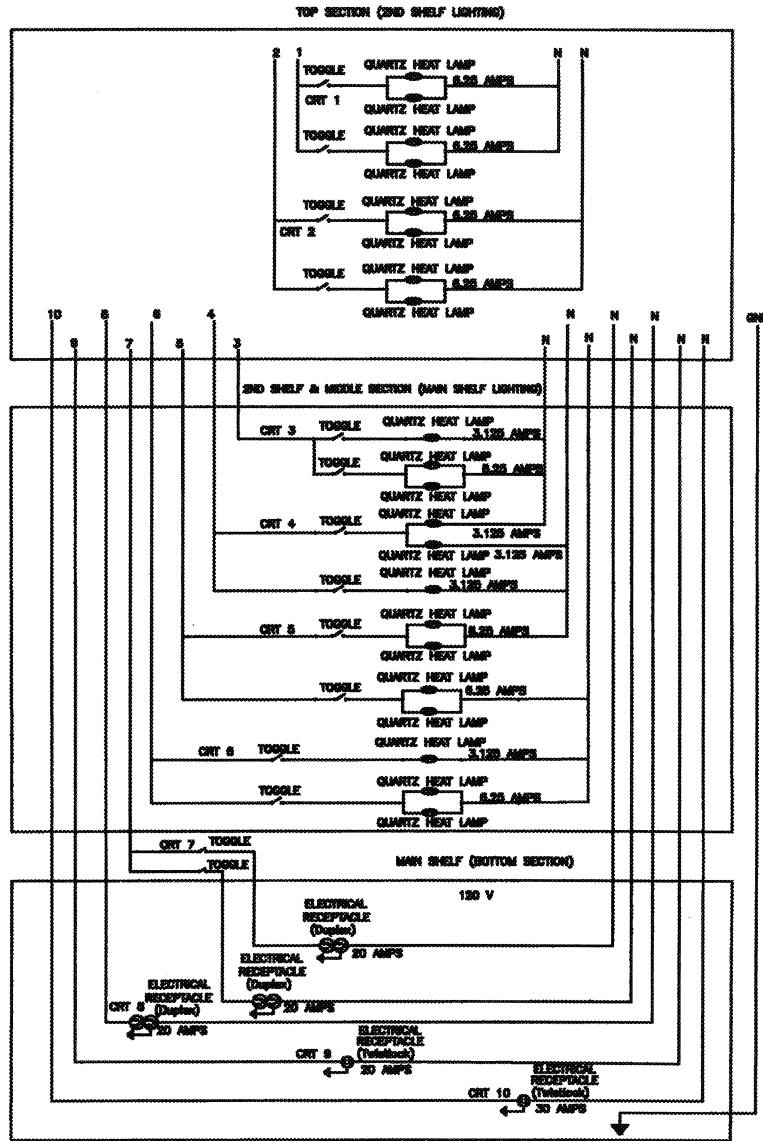 TOP SECTION (2ND SHELF LIGHTING)
2 1 N N
TOGGLE QUARTZ HEAT LAMP
6.25 AMPS
CRT 1
QUARTZ HEAT LAMP
QUARTZ HEAT LAMP
TOGGLE 6.25 AMPS
QUARTZ HEAT LAMP
QUARTZ HEAT LAMP
TOGGLE 6.25 AMPS
CRT 2
QUARTZ HEAT LAMP
QUARTZ HEAT LAMP
TOGGLE 6.25 AMPS
QUARTZ HEAT LAMP
10 8 6 4 N N N N
9 7 5 3 N N N N
GN
2ND SHELF & MIDDLE SECTION (MAIN SHELF LIGHTING)
CRT 3 TOGGLE QUARTZ HEAT LAMP
3.125 AMPS
QUARTZ HEAT LAMP
TOGGLE 6.25 AMPS
QUARTZ HEAT LAMP
QUARTZ HEAT LAMP
CRT 4 TOGGLE 3.125 AMPS
QUARTZ HEAT LAMP 3.125 AMPS
QUARTZ HEAT LAMP
TOGGLE 3.125 AMPS
QUARTZ HEAT LAMP
CRT 5 TOGGLE 6.25 AMPS
QUARTZ HEAT LAMP
QUARTZ HEAT LAMP
TOGGLE 6.25 AMPS
QUARTZ HEAT LAMP
CRT 6 TOGGLE QUARTZ HEAT LAMP
3.125 AMPS
QUARTZ HEAT LAMP
TOGGLE 6.25 AMPS
QUARTZ HEAT LAMP
CRT 7 TOGGLE
TOGGLE
MAIN SHELF (BOTTOM SECTION)
120 V
ELECTRICAL
RECEPTACLE
(Duplex)
20 AMPS
ELECTRICAL
RECEPTACLE
(Duplex)
20 AMPS
ELECTRICAL
RECEPTACLE
(Duplex)
CRT 8
20 AMPS
ELECTRICAL
RECEPTACLE
(Twistlock)
CRT 9
20 AMPS
ELECTRICAL
RECEPTACLE
(Twistlock)
CRT 10
30 AMPS